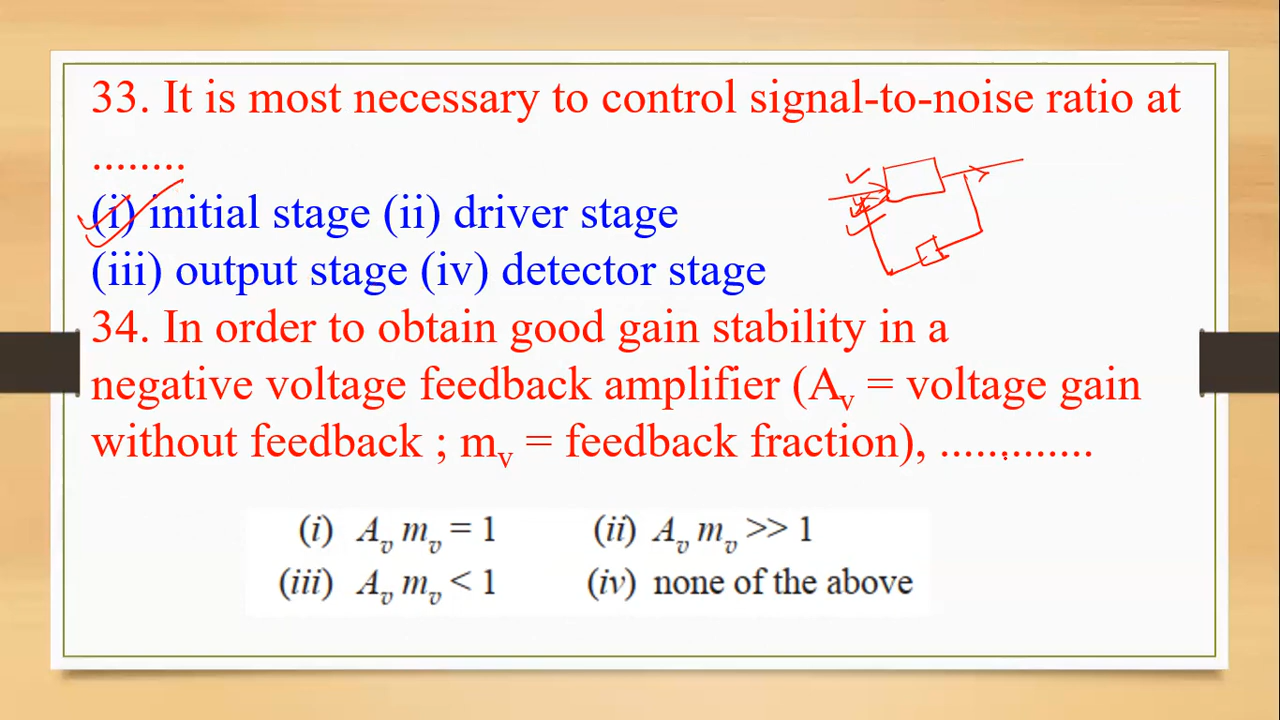 33. It is most necessary to control signal-to-noise ratio at
........
(i) initial stage (ii) driver stage
(iii) output stage (iv) detector stage
34. In order to obtain good gain stability in a
negative voltage feedback amplifier (Av = voltage gain
without feedback ; mv = feedback fraction), .............
(i) Av mv = 1 (ii) Av mv >> 1
(iii) Av mv < 1 (iv) none of the above